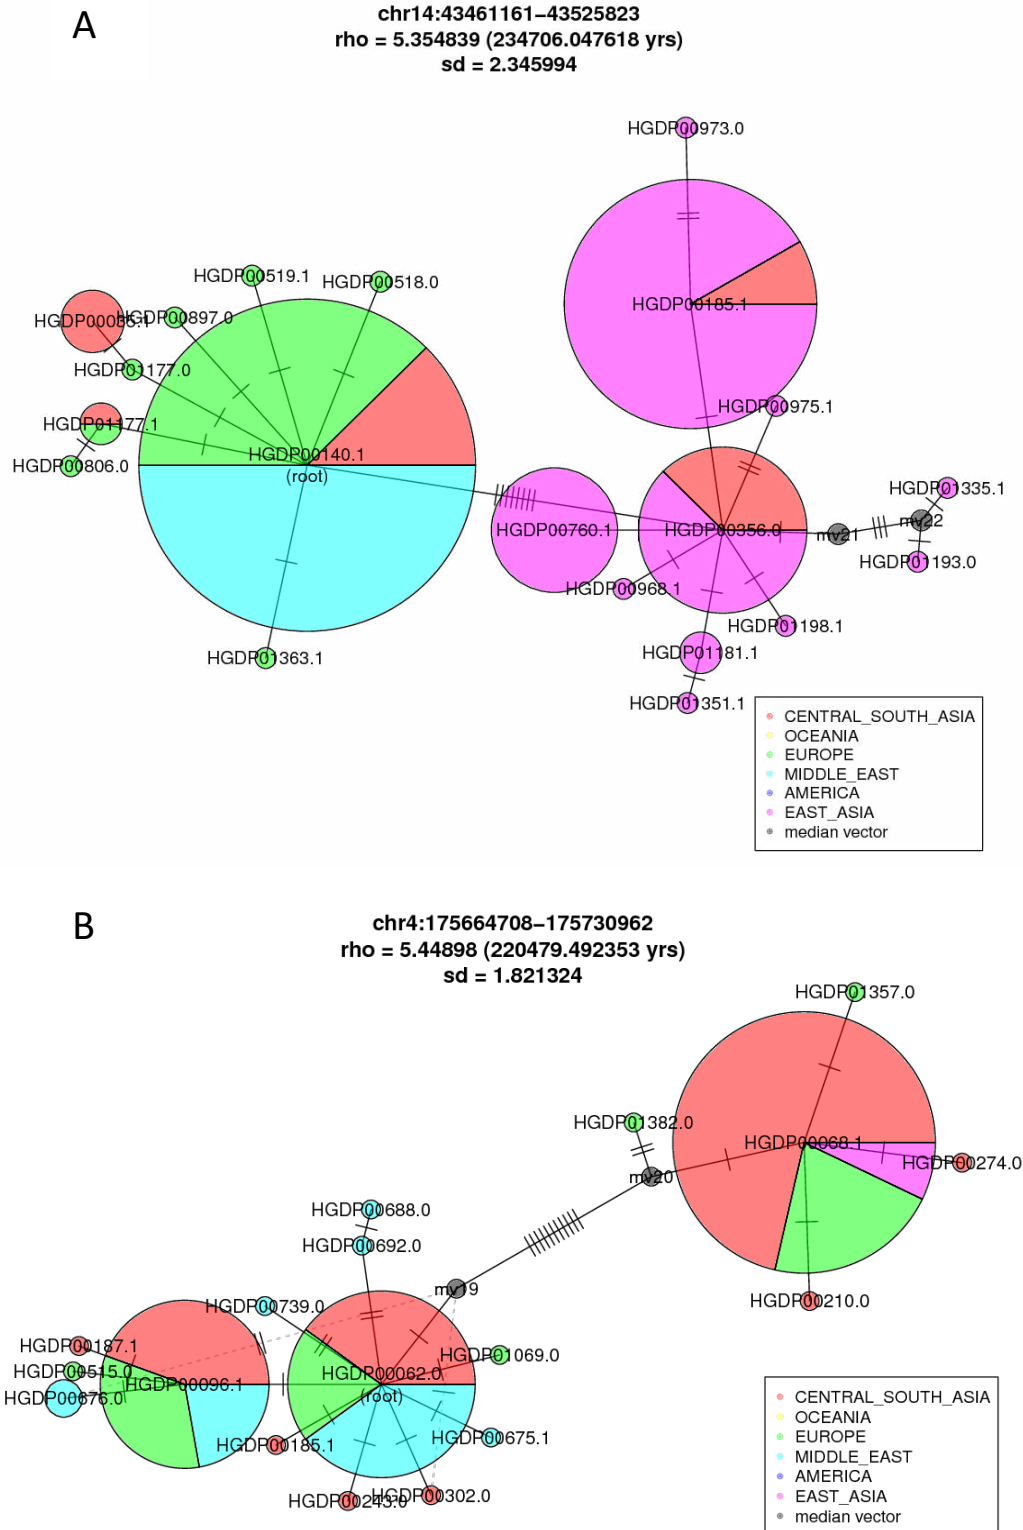 A
chr14:43461161−43525823
rho = 5.354839 (234706.047618 yrs)
sd = 2.345994
HGDP00973.0
HGDP00519.1
HGDP00518.0
HGDP00185.1
HGDP00897.0
HGDP01177.0
HGDP00975.1
HGDP01177.1
HGDP00140.1
(root)
HGDP00806.0
HGDP01335.1
HGDP00760.1
HGDP00356.0
mv21
mv22
HGDP01193.0
HGDP00968.1
HGDP01198.1
HGDP01363.1
HGDP01181.1
HGDP01351.1
CENTRAL_SOUTH_ASIA
OCEANIA
EUROPE
MIDDLE_EAST
AMERICA
EAST_ASIA
median vector
B
chr4:175664708−175730962
rho = 5.44898 (220479.492353 yrs)
sd = 1.821324
HGDP01357.0
HGDP01382.0
HGDP00068.1
HGDP00274.0
mv20
HGDP00688.0
HGDP00692.0
mv19
HGDP00739.0
HGDP00210.0
HGDP00187.1
HGDP01069.0
HGDP00515.0
HGDP00062.0
(root)
HGDP00096.1
HGDP00676.0
HGDP00185.1
HGDP00675.1
HGDP00243.0
HGDP00302.0
CENTRAL_SOUTH_ASIA
OCEANIA
EUROPE
MIDDLE_EAST
AMERICA
EAST_ASIA
median vector